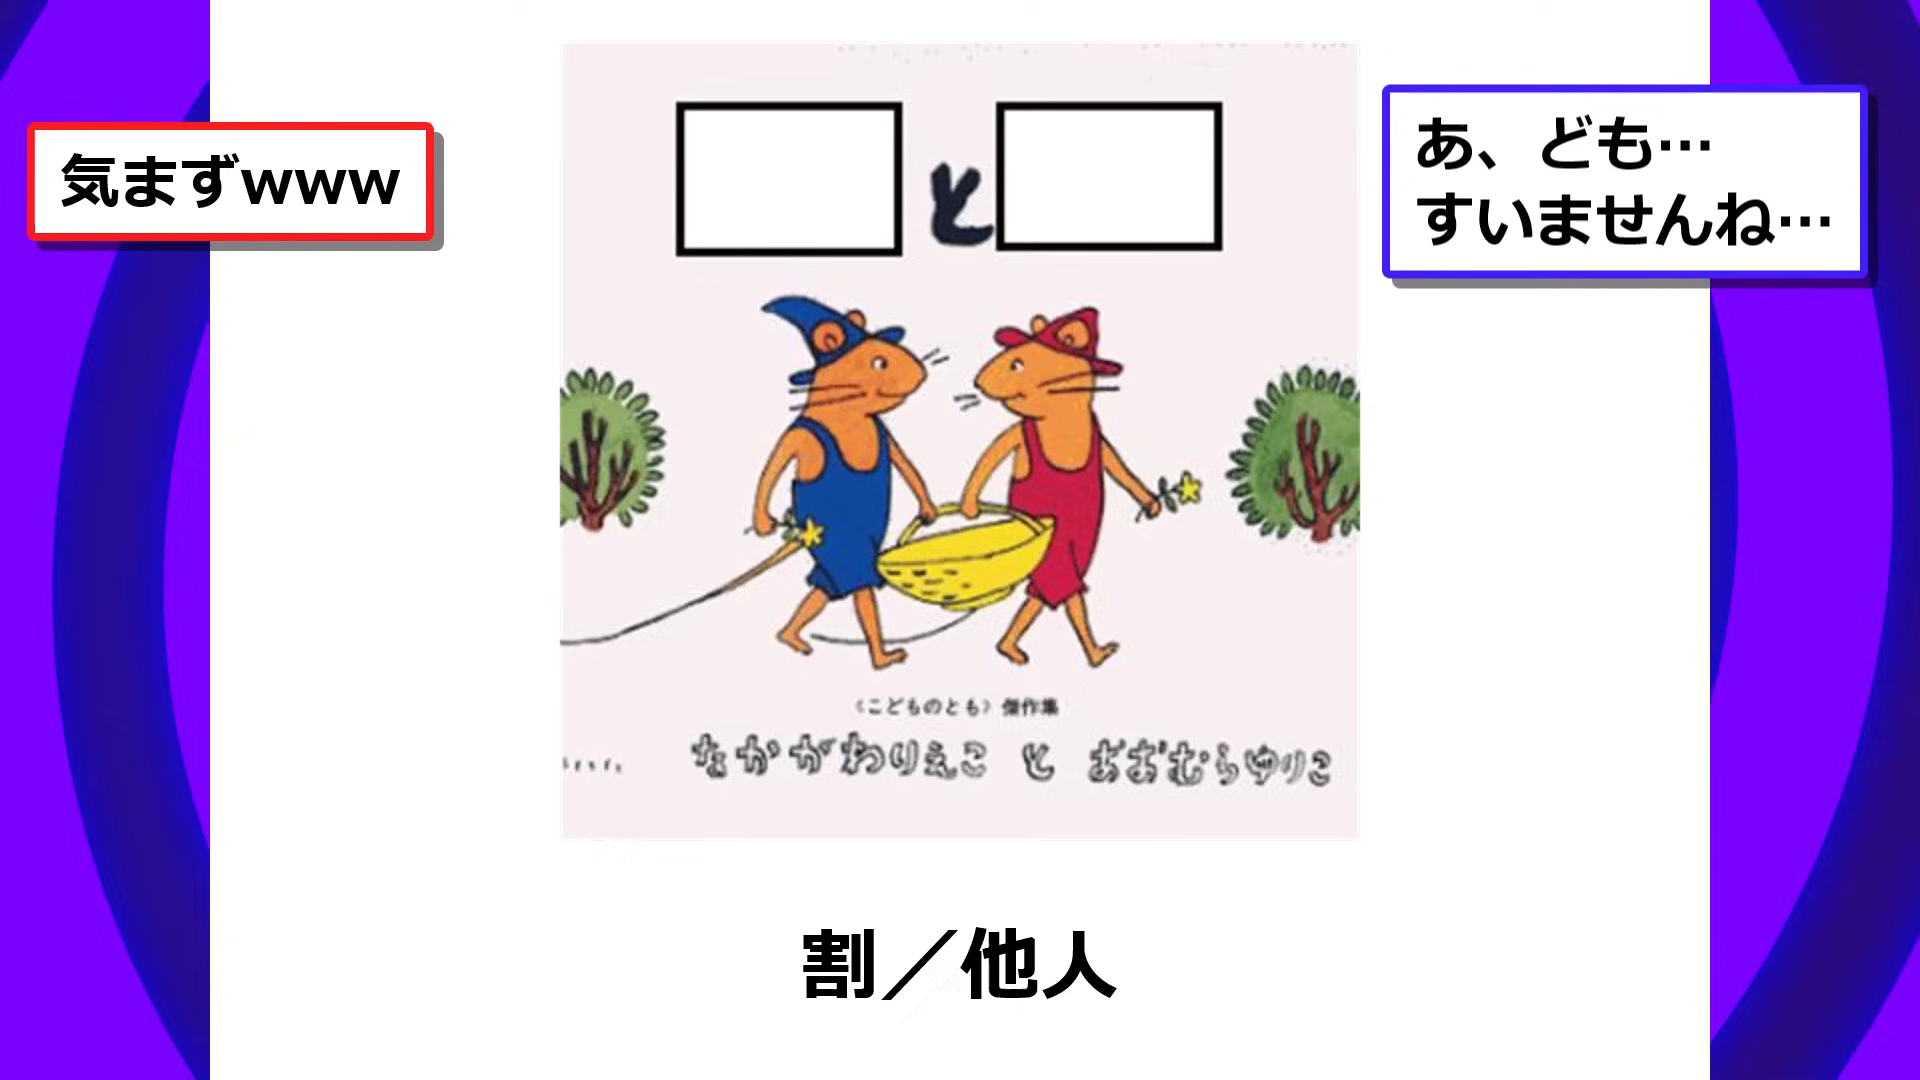 気まずwww
あ、ども…
すいませんね…
と
〈こどものとも〉傑作集
なかがわりえこ と おおむらゆりこ
割／他人